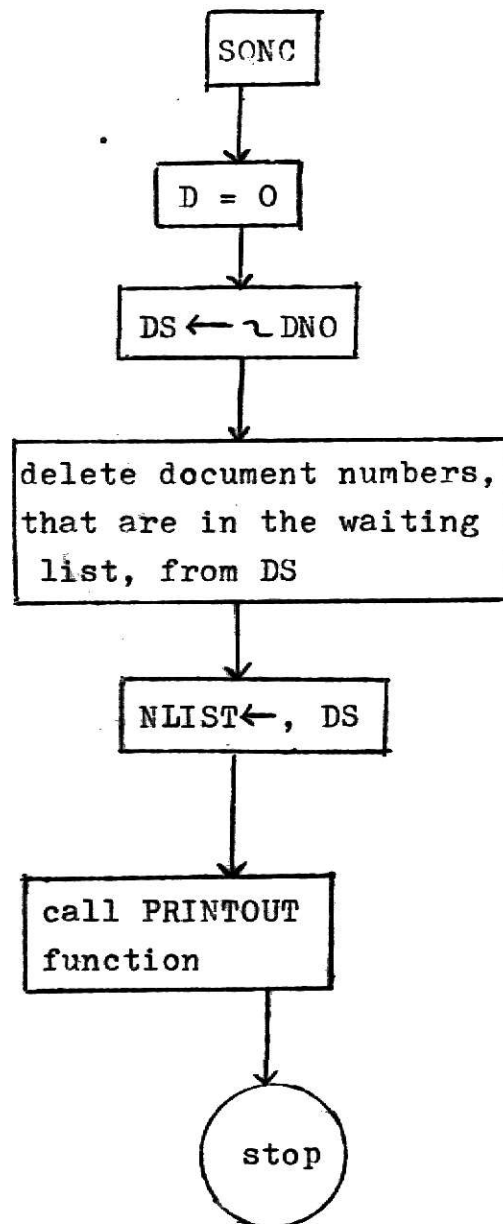 SONC
D = 0
DS ← ~ DNO
delete document numbers,
that are in the waiting
list, from DS
NLIST←, DS
call PRINTOUT
function
stop